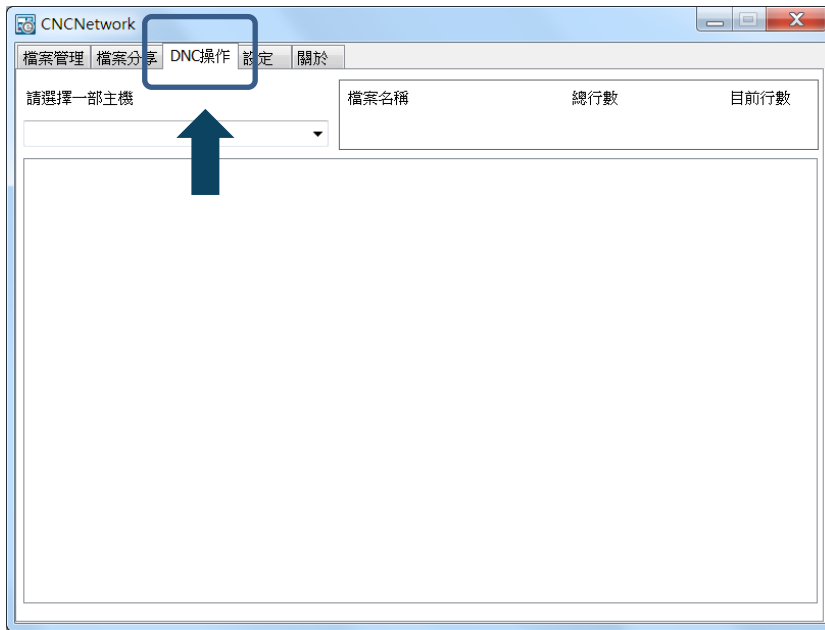 CNCNetwork
檔案管理 檔案分享 DNC操作 設定 關於
請選擇一部主機
檔案名稱 總行數 目前行數